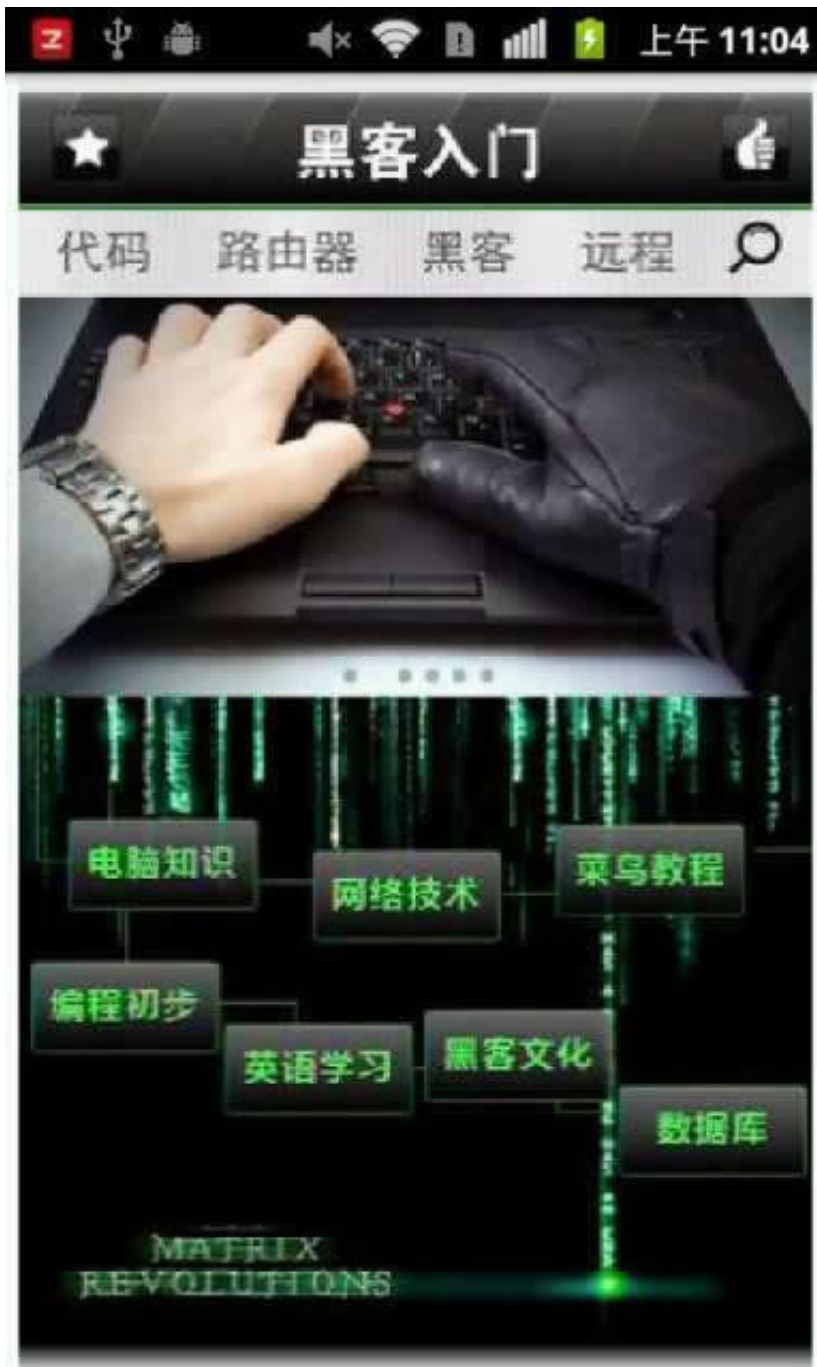 上午 11:04
黑客入门
代码 路由器 黑客 远程
电脑知识 网络技术 菜鸟教程
编程初步 英语学习 黑客文化
数据库
MATRIX
REVOLUTIONS